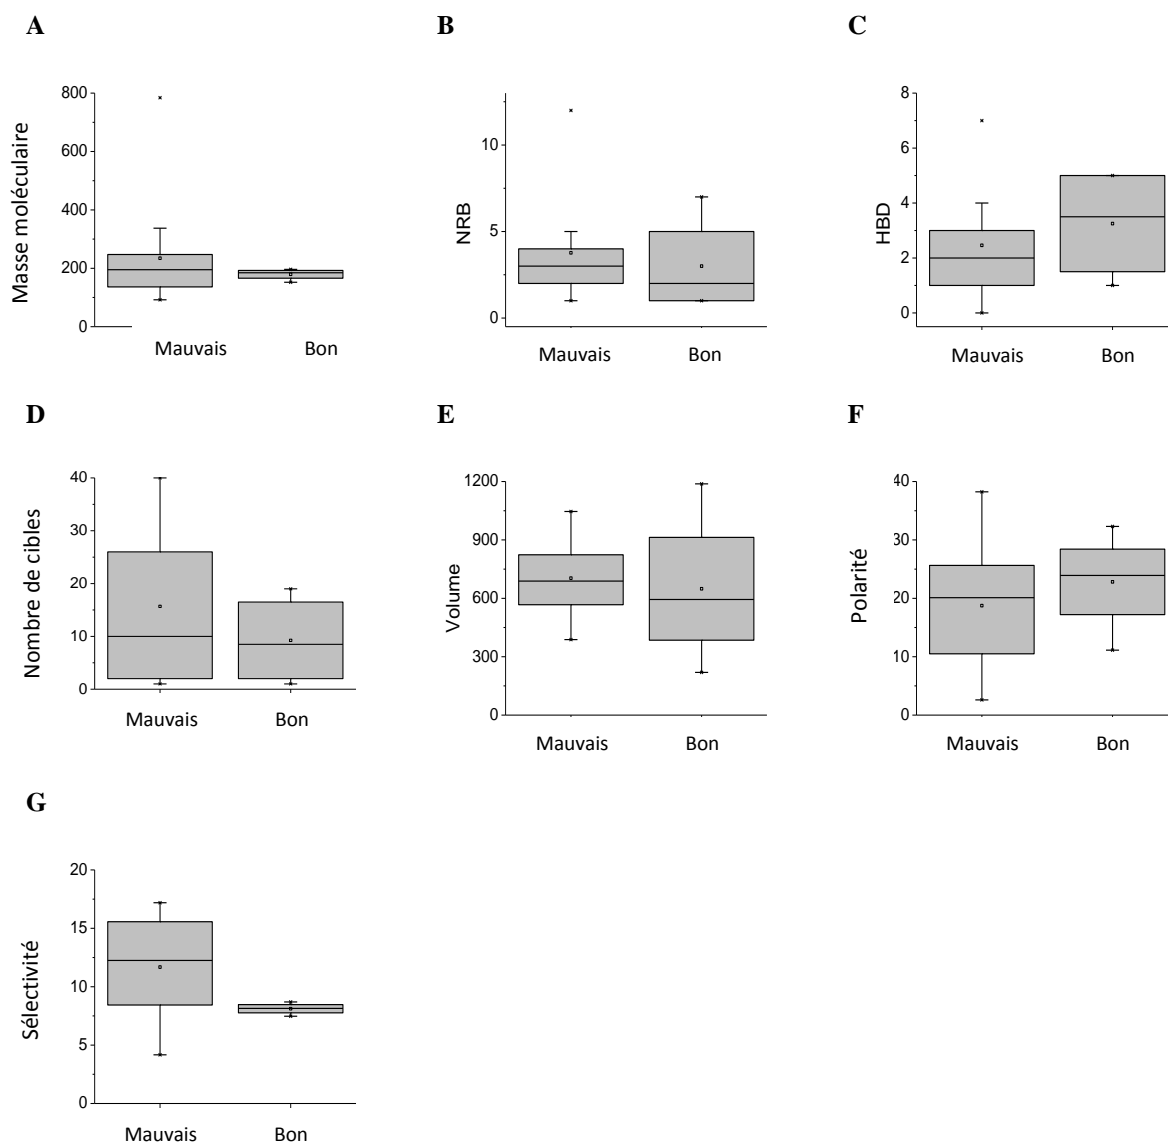 A
B
C
800
600
400
200
0
Masse moléculaire
Mauvais
Bon
10
5
0
NRB
Mauvais
Bon
8
6
4
2
0
HBD
Mauvais
Bon
D
E
F
40
30
20
10
0
Nombre de cibles
Mauvais
Bon
1200
900
600
300
0
Volume
Mauvais
Bon
40
30
20
10
0
Polarité
Mauvais
Bon
G
20
15
10
5
0
Sélectivité
Mauvais
Bon